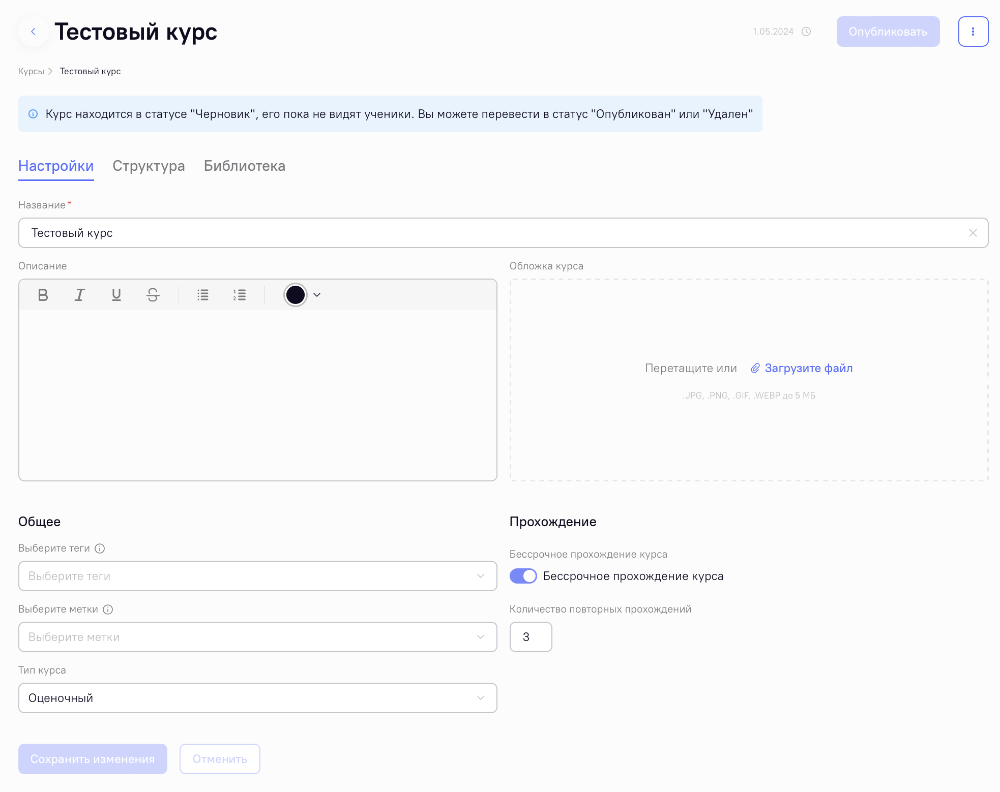 Тестовый курс
1.05.2024
Опубликовать
Курсы
Тестовый курс
Курс находится в статусе "Черновик", его пока не видят ученики. Вы можете перевести в статус "Опубликован" или "Удален"
Настройки
Структура
Библиотека
Название*
Тестовый курс
Описание
Обложка курса
Перетащите или Загрузите файл
.JPG, .PNG, .GIF, .WEBP до 5 МБ
Общее
Прохождение
Выберите теги
Бессрочное прохождение курса
Выберите теги
Бессрочное прохождение курса
Выберите метки
Количество повторных прохождений
Выберите метки
3
Тип курса
Оценочный
Сохранить изменения
Отменить